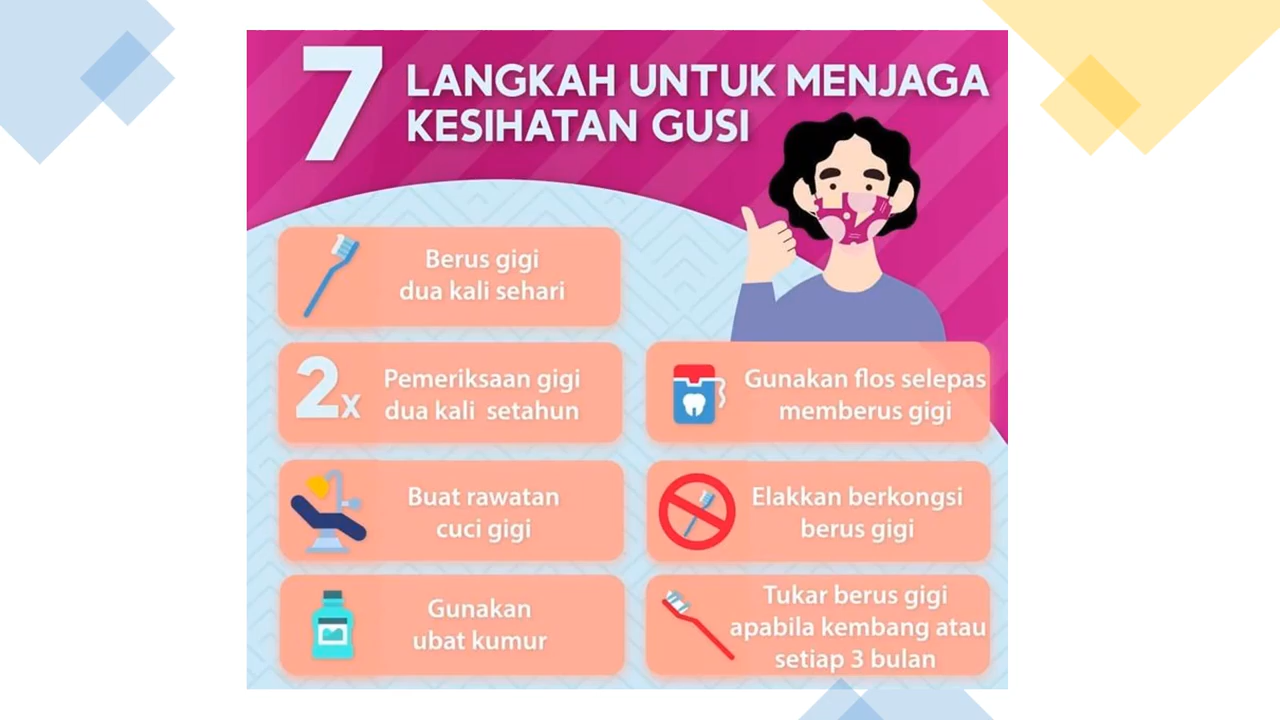 7
LANGKAH UNTUK MENJAGA
KESIHATAN GUSI
Berus gigi
dua kali sehari
2x
Pemeriksaan gigi
dua kali setahun
Buat rawatan
cuci gigi
Gunakan
ubat kumur
Gunakan flos selepas
memberus gigi
Elakkan berkongsi
berus gigi
Tukar berus gigi
apabila kembang atau
setiap 3 bulan